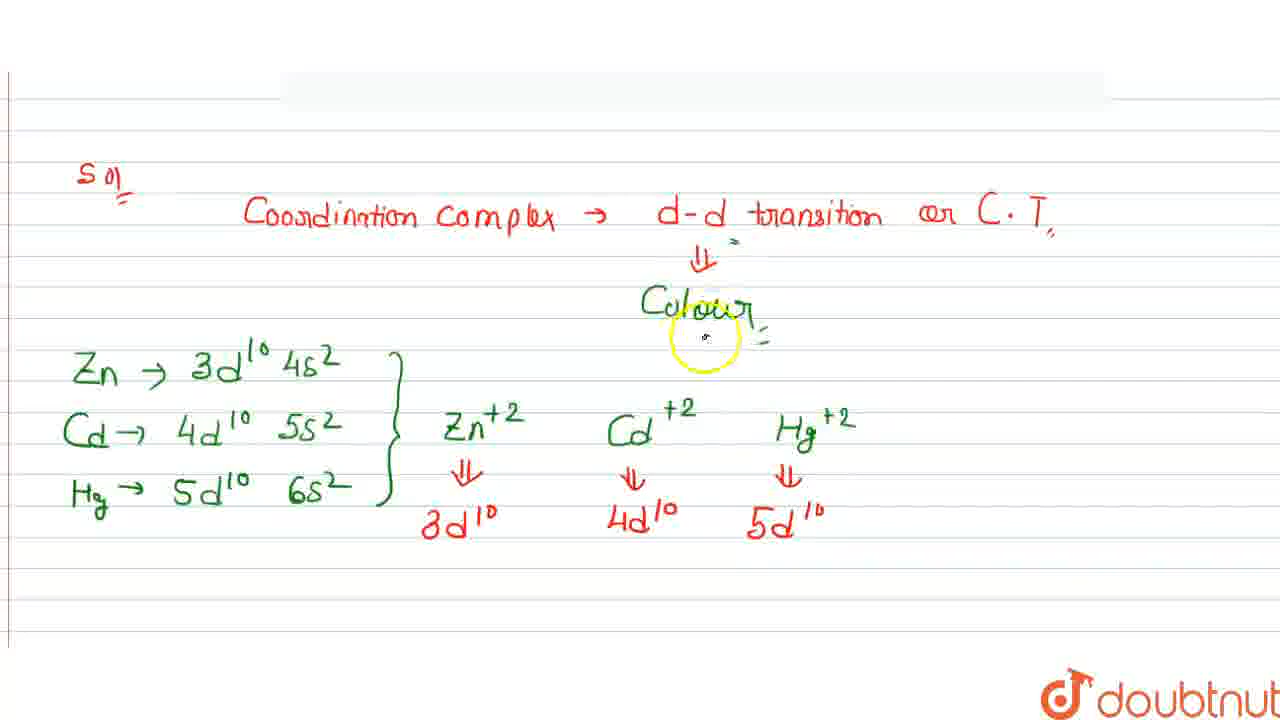 Sol
Coordination complex → d-d transition or C.T.
⇓
Colour
Zn → 3d¹⁰ 4s²
Cd → 4d¹⁰ 5s²
Hg → 5d¹⁰ 6s²
Zn⁺² Cd⁺² Hg⁺²
⇓ ⇓ ⇓
3d¹⁰ 4d¹⁰ 5d¹⁰
doubtnut